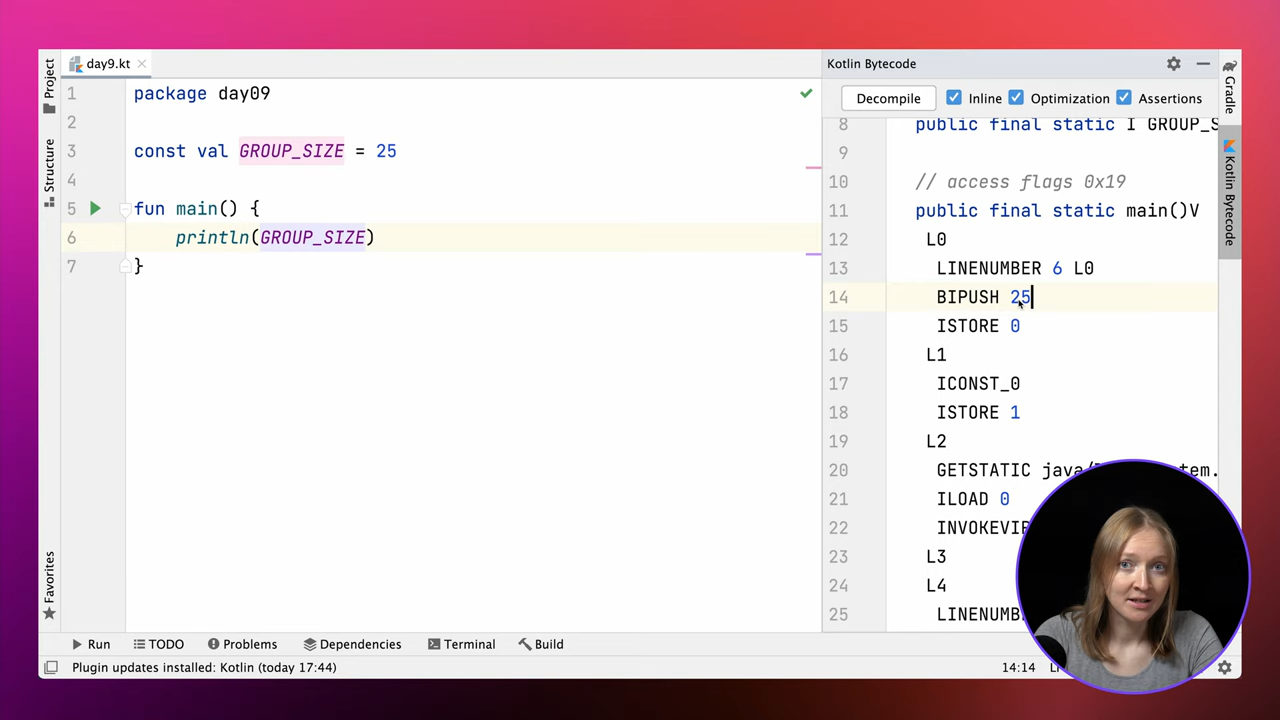 Project
Structure
Favorites
day9.kt
1 package day09
2
3 const val GROUP_SIZE = 25
4
5 fun main() {
6 println(GROUP_SIZE)
7 }
Kotlin Bytecode
Decompile Inline Optimization Assertions
8 public final static I GROUP_S
9
10 // access flags 0x19
11 public final static main()V
12 L0
13 LINENUMBER 6 L0
14 BIPUSH 25
15 ISTORE 0
16 L1
17 ICONST_0
18 ISTORE 1
19 L2
20 GETSTATIC java/ tem.
21 ILOAD 0
22 INVOKEVI
23 L3
24 L4
25 LINENUMB
Gradle
Kotlin Bytecode
Run TODO Problems Dependencies Terminal Build
Plugin updates installed: Kotlin (today 17:44) 14:14